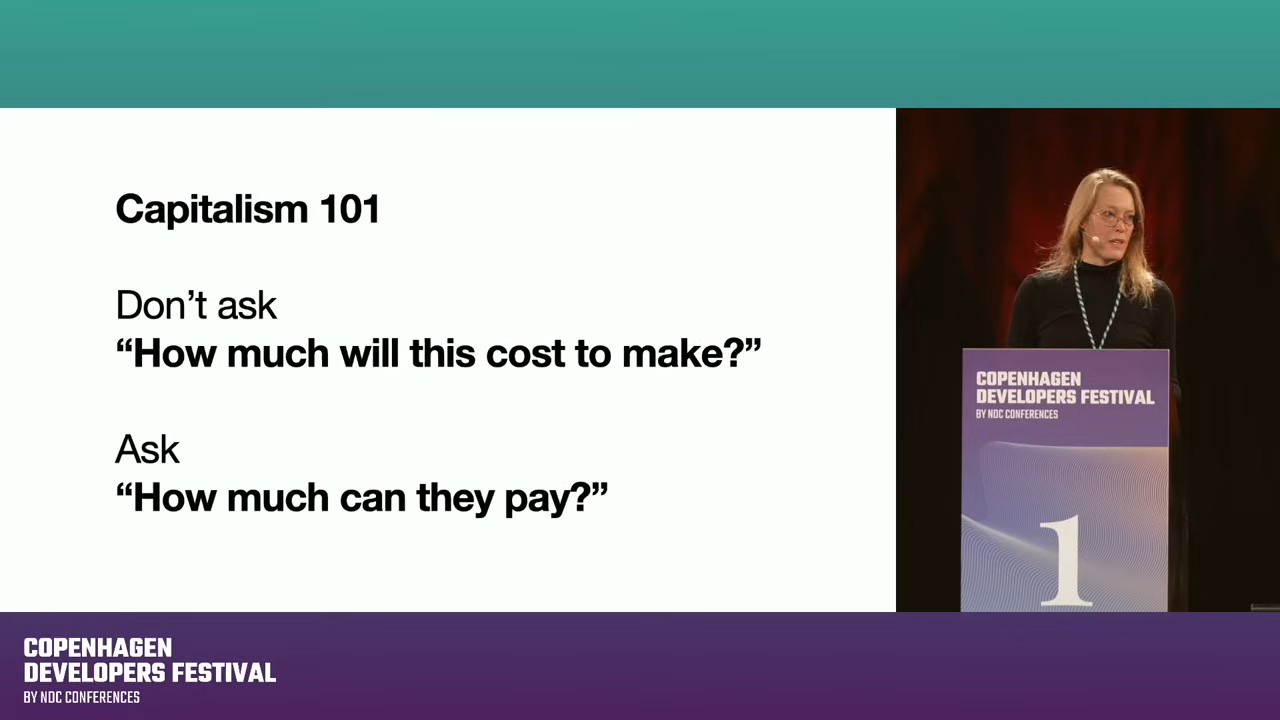 Capitalism 101
Don’t ask
“How much will this cost to make?”
Ask
“How much can they pay?”
COPENHAGEN
DEVELOPERS FESTIVAL
BY NDC CONFERENCES
1
COPENHAGEN
DEVELOPERS FESTIVAL
BY NDC CONFERENCES